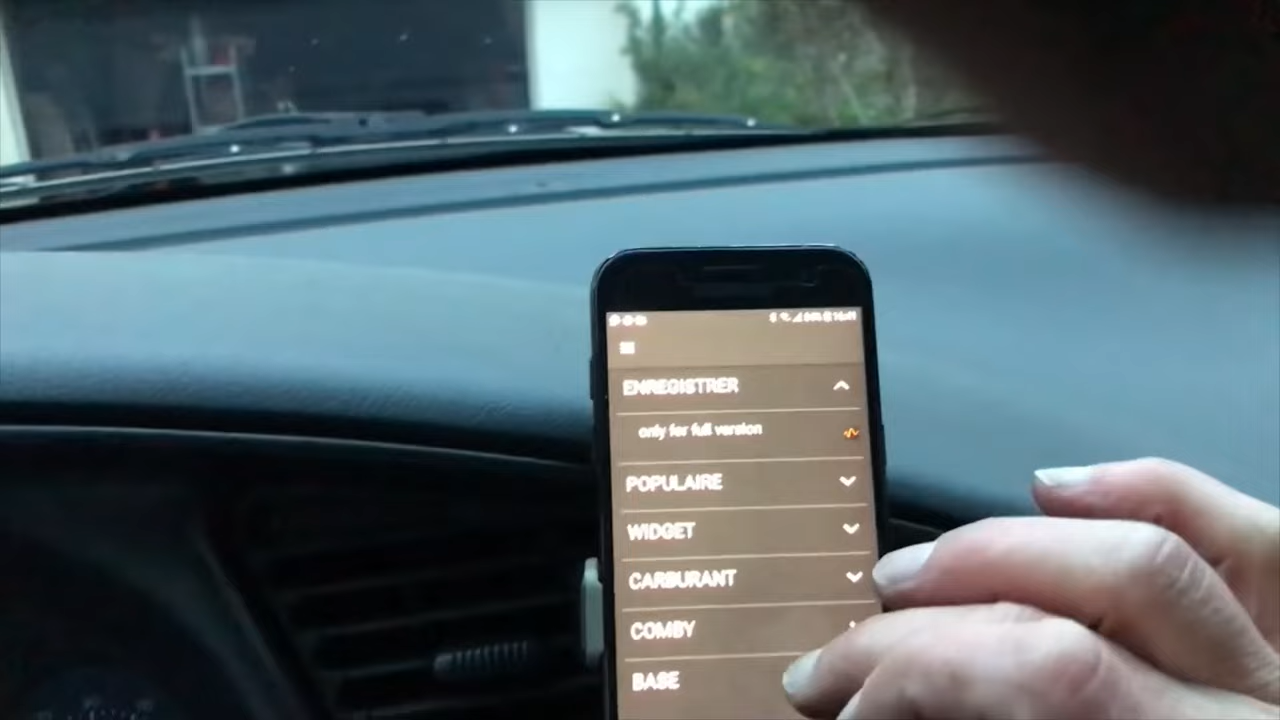 ENREGISTRER
only for full version
POPULAIRE
WIDGET
CARBURANT
COMBY
BASE